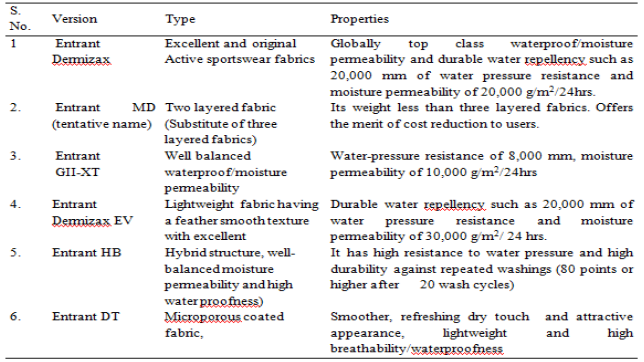 S. No. Version Type Properties
1 Entrant Dermizax Excellent and original Active sportswear fabrics Globally top class waterproof/moisture permeability and durable water repellency such as 20,000 mm of water pressure resistance and moisture permeability of 20,000 g/m²/24hrs.
2. Entrant MD (tentative name) Two layered fabric (Substitute of three layered fabrics) Its weight less than three layered fabrics. Offers the merit of cost reduction to users.
3. Entrant GII-XT Well balanced waterproof/moisture permeability Water-pressure resistance of 8,000 mm, moisture permeability of 10,000 g/m²/24hrs
4. Entrant Dermizax EV Lightweight fabric having a feather smooth texture with excellent Durable water repellency such as 20,000 mm of water pressure resistance and moisture permeability of 30,000 g/m²/ 24 hrs.
5. Entrant HB Hybrid structure, well-balanced moisture permeability and high waterproofness) It has high resistance to water pressure and high durability against repeated washings (80 points or higher after 20 wash cycles)
6. Entrant DT Microporous coated fabric, Smoother, refreshing dry touch and attractive appearance, lightweight and high breathability/waterproofness